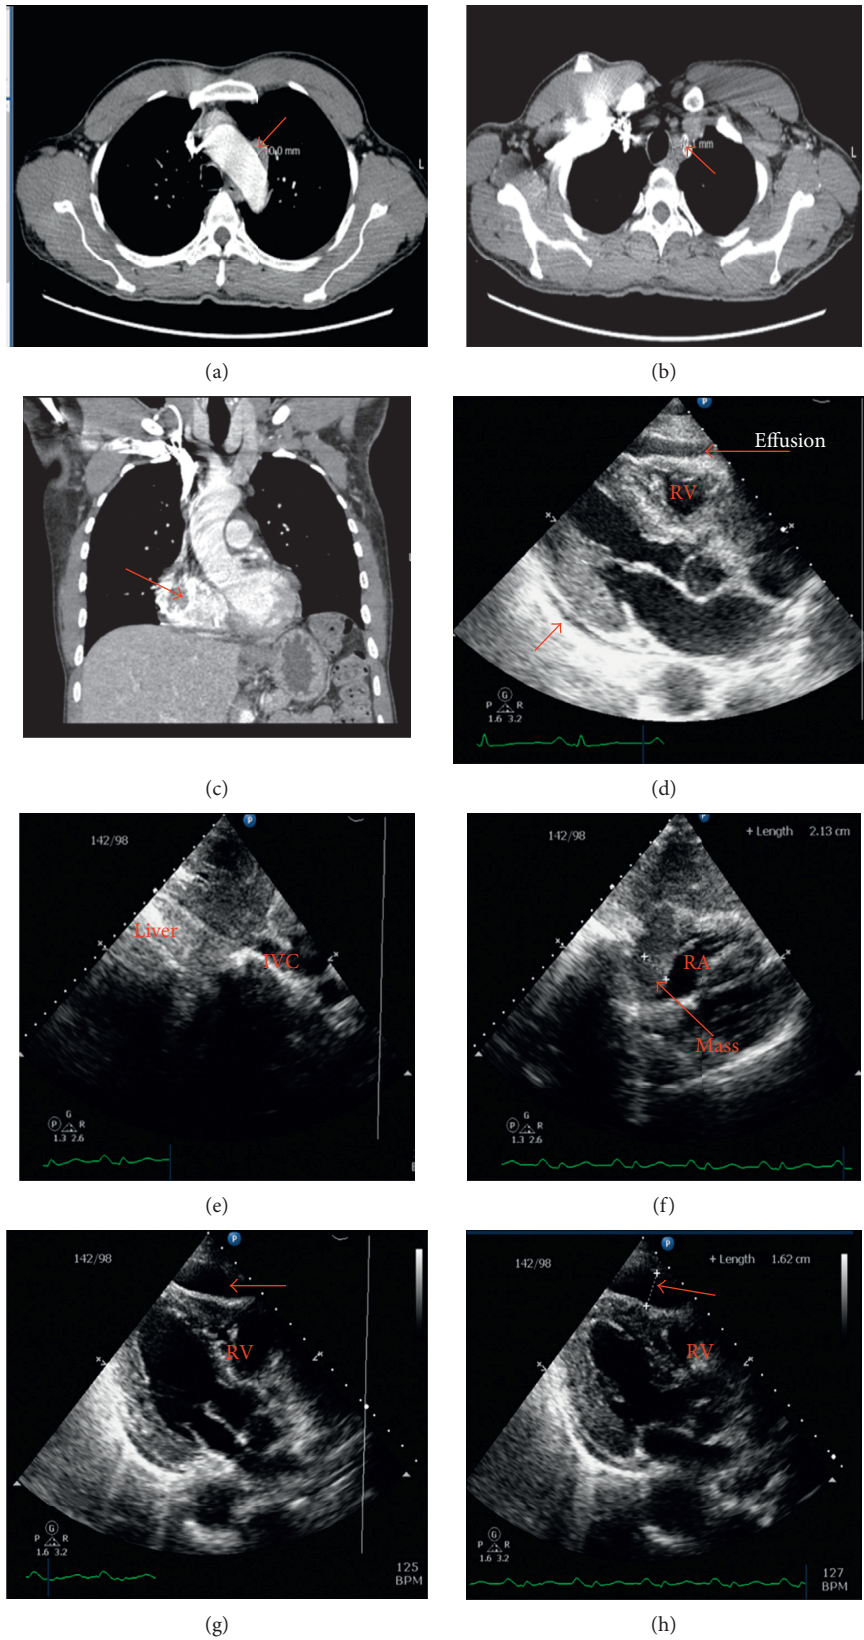 10.0 mm
L
(a)
mm
L
(b)
(c)
P
Effusion
RV
G
P R
1.6 3.2
(d)
P
142/98
Liver
IVC
G
P R
1.3 2.6
(e)
P
142/98
+ Length 2.13 cm
RA
Mass
G
P R
1.3 2.6
(f)
P
142/98
RV
G
P R
1.6 3.2
125
BPM
(g)
P
142/98
+ Length 1.62 cm
RV
G
P R
1.6 3.2
127
BPM
(h)